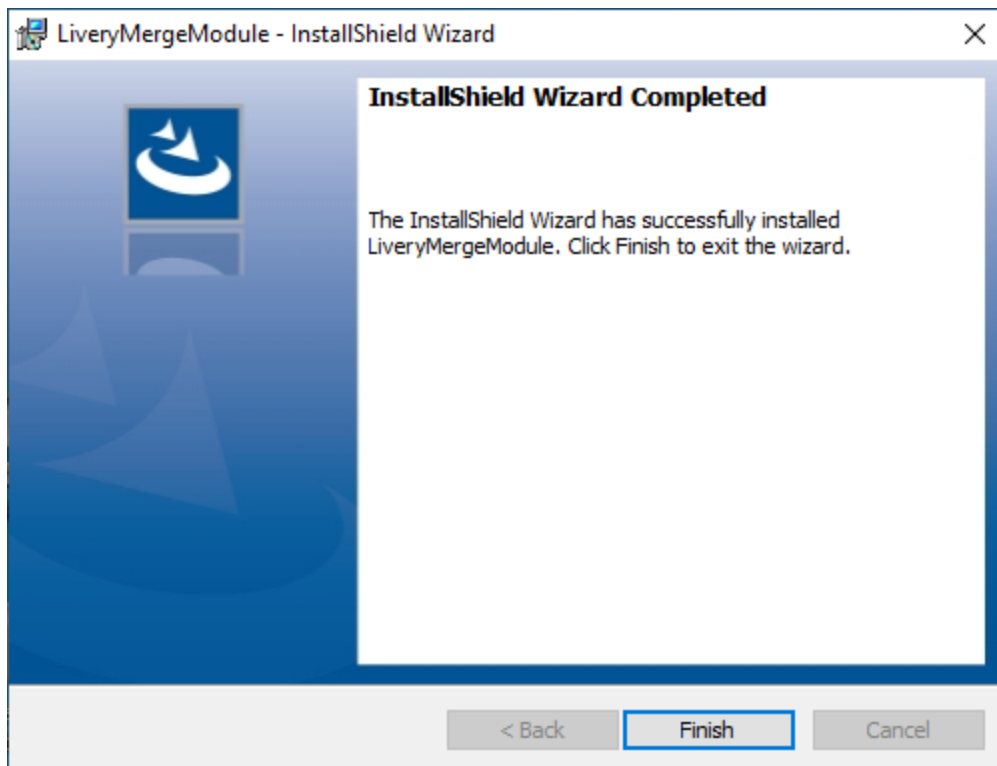 LiveryMergeModule - InstallShield Wizard
InstallShield Wizard Completed
The InstallShield Wizard has successfully installed
LiveryMergeModule. Click Finish to exit the wizard.
< Back
Finish
Cancel